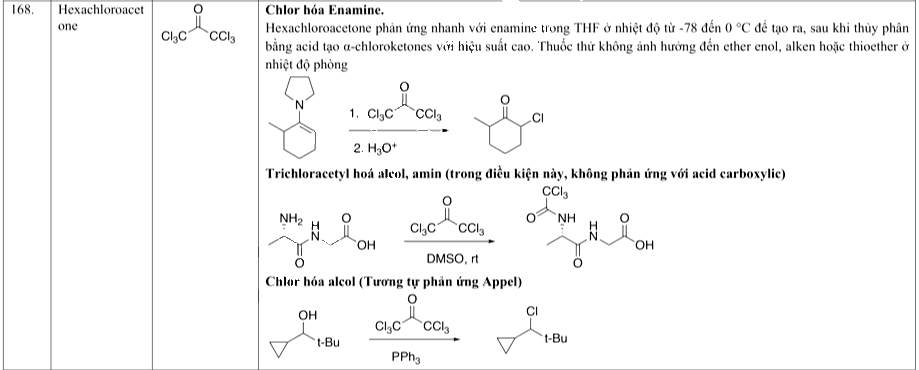 168.
Hexachloroacet
one
O
Cl3C CCl3
Chlor hóa Enamine.
Hexachloroacetone phản ứng nhanh với enamine trong THF ở nhiệt độ từ -78 đến 0 °C để tạo ra, sau khi thủy phân
bằng acid tạo α-chloroketones với hiệu suất cao. Thuốc thử không ảnh hưởng đến ether enol, alken hoặc thioether ở
nhiệt độ phòng
N
O
1. Cl3C CCl3
2. H3O+
O
Cl
Trichloracetyl hoá alcol, amin (trong điều kiện này, không phản ứng với acid carboxylic)
NH2
H
N
O
OH
O
O
Cl3C CCl3
DMSO, rt
CCl3
O NH
H
N
O
OH
O
Chlor hóa alcol (Tương tự phản ứng Appel)
OH
t-Bu
O
Cl3C CCl3
PPh3
Cl
t-Bu